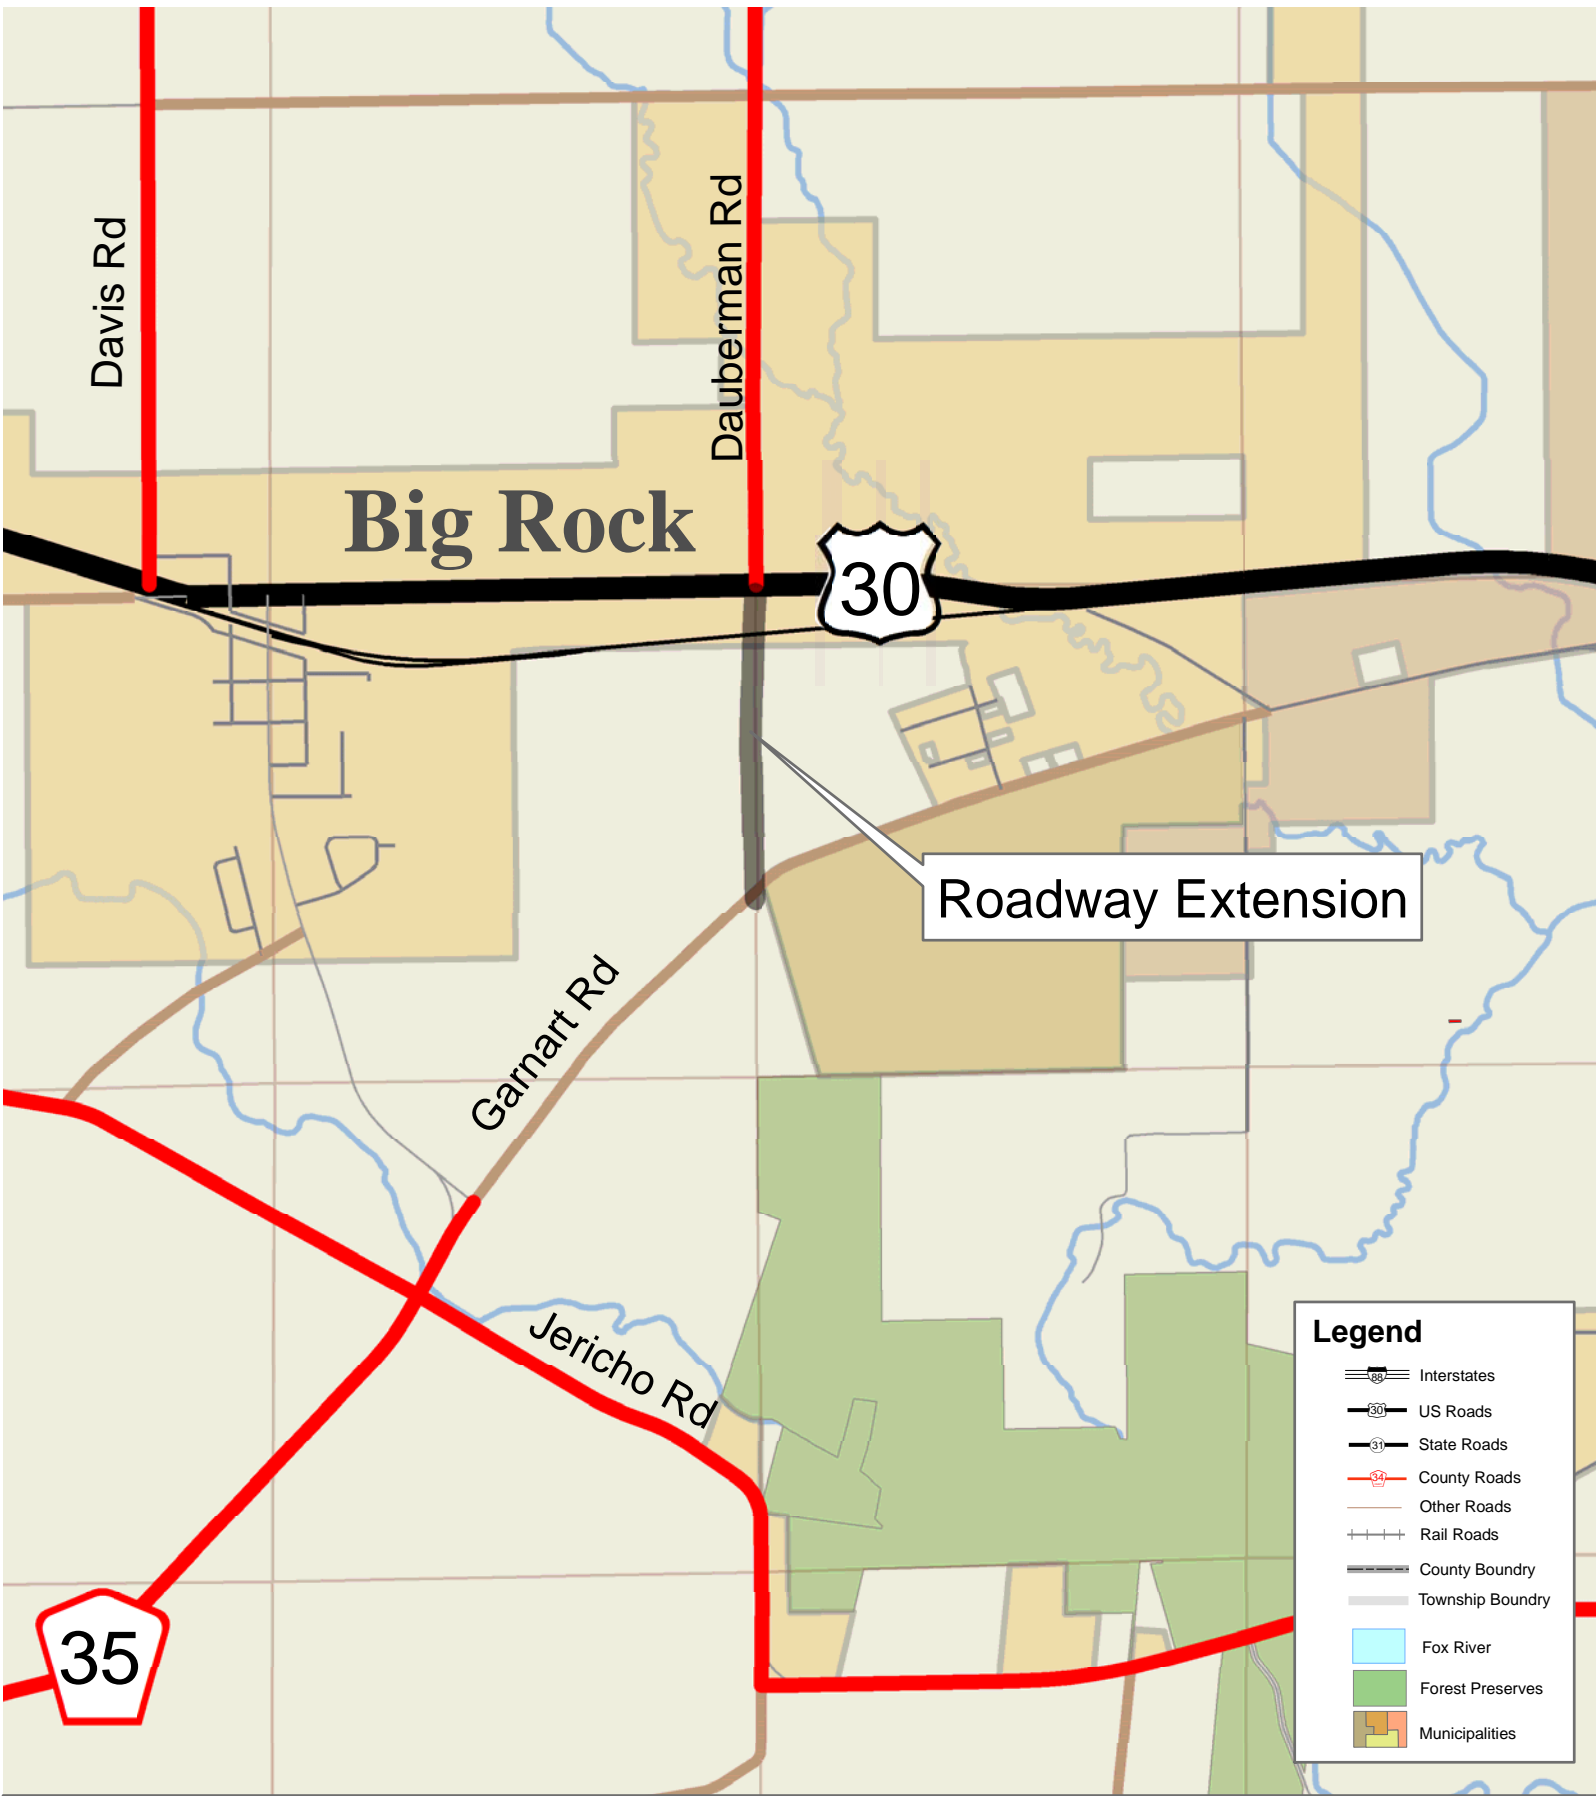 Davis Rd
Dauberman Rd
Big Rock
30
Roadway Extension
Garnart Rd
Jericho Rd
35
Legend
88 Interstates
30 US Roads
31 State Roads
34 County Roads
Other Roads
Rail Roads
County Boundry
Township Boundry
Fox River
Forest Preserves
Municipalities